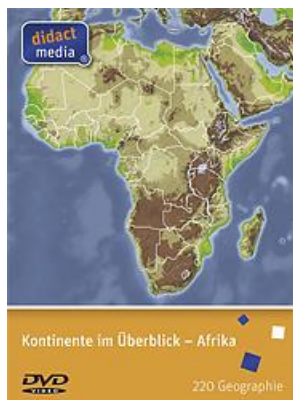 didact
media ®
Kontinente im Überblick – Afrika
DVD
VIDEO
220 Geographie